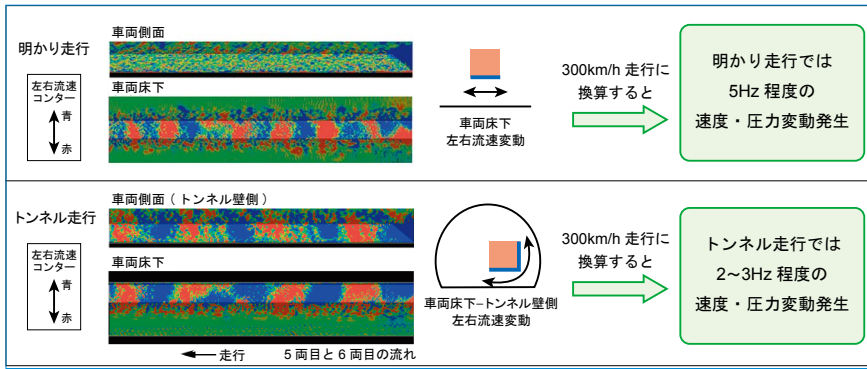 明かり走行
左右流速
コンター
青
赤
車両側面
車両床下
車両床下
左右流速変動
300km/h 走行に
換算すると
明かり走行では
5Hz 程度の
速度・圧力変動発生
トンネル走行
左右流速
コンター
青
赤
車両側面 ( トンネル壁側 )
車両床下
走行
5 両目と 6 両目の流れ
車両床下−トンネル壁側
左右流速変動
300km/h 走行に
換算すると
トンネル走行では
2〜3Hz 程度の
速度・圧力変動発生